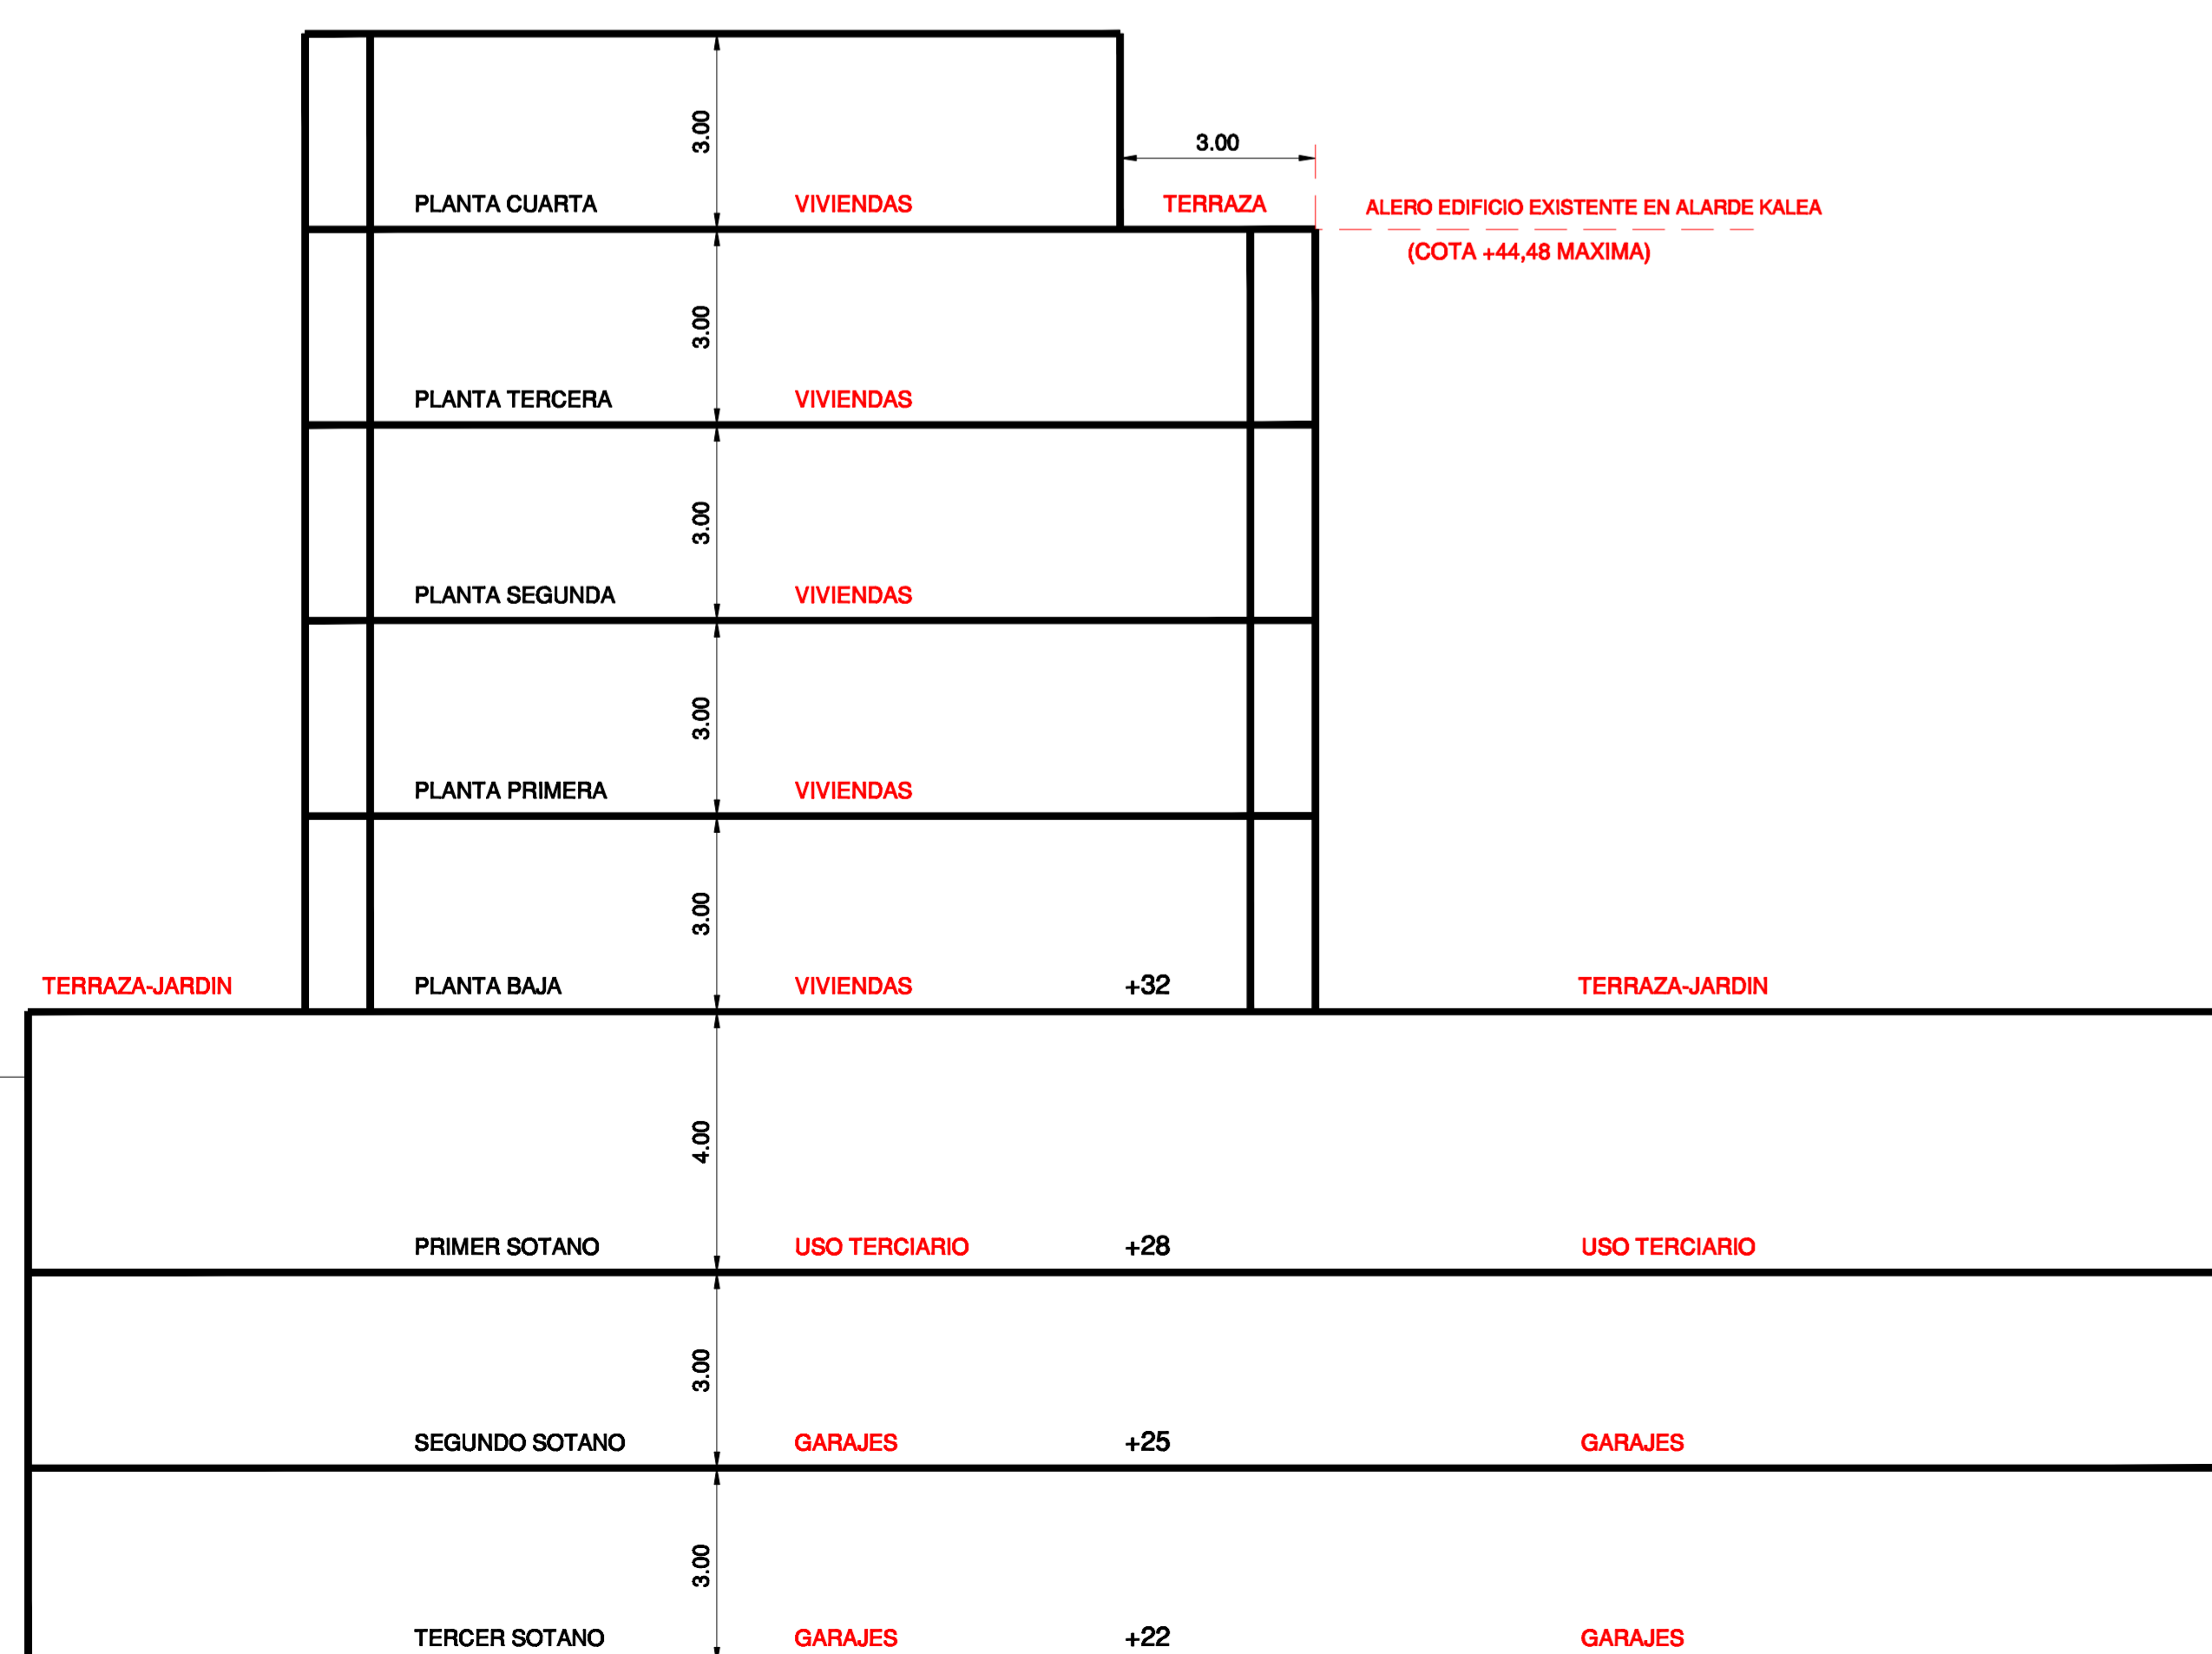 3.00
3.00
PLANTA CUARTA VIVIENDAS TERRAZA ALERO EDIFICIO EXISTENTE EN ALARDE KALEA
(COTA +44,48 MAXIMA)
3.00
PLANTA TERCERA VIVIENDAS
3.00
PLANTA SEGUNDA VIVIENDAS
3.00
PLANTA PRIMERA VIVIENDAS
3.00
TERRAZA-JARDIN PLANTA BAJA VIVIENDAS +32 TERRAZA-JARDIN
4.00
PRIMER SOTANO USO TERCIARIO +28 USO TERCIARIO
3.00
SEGUNDO SOTANO GARAJES +25 GARAJES
3.00
TERCER SOTANO GARAJES +22 GARAJES